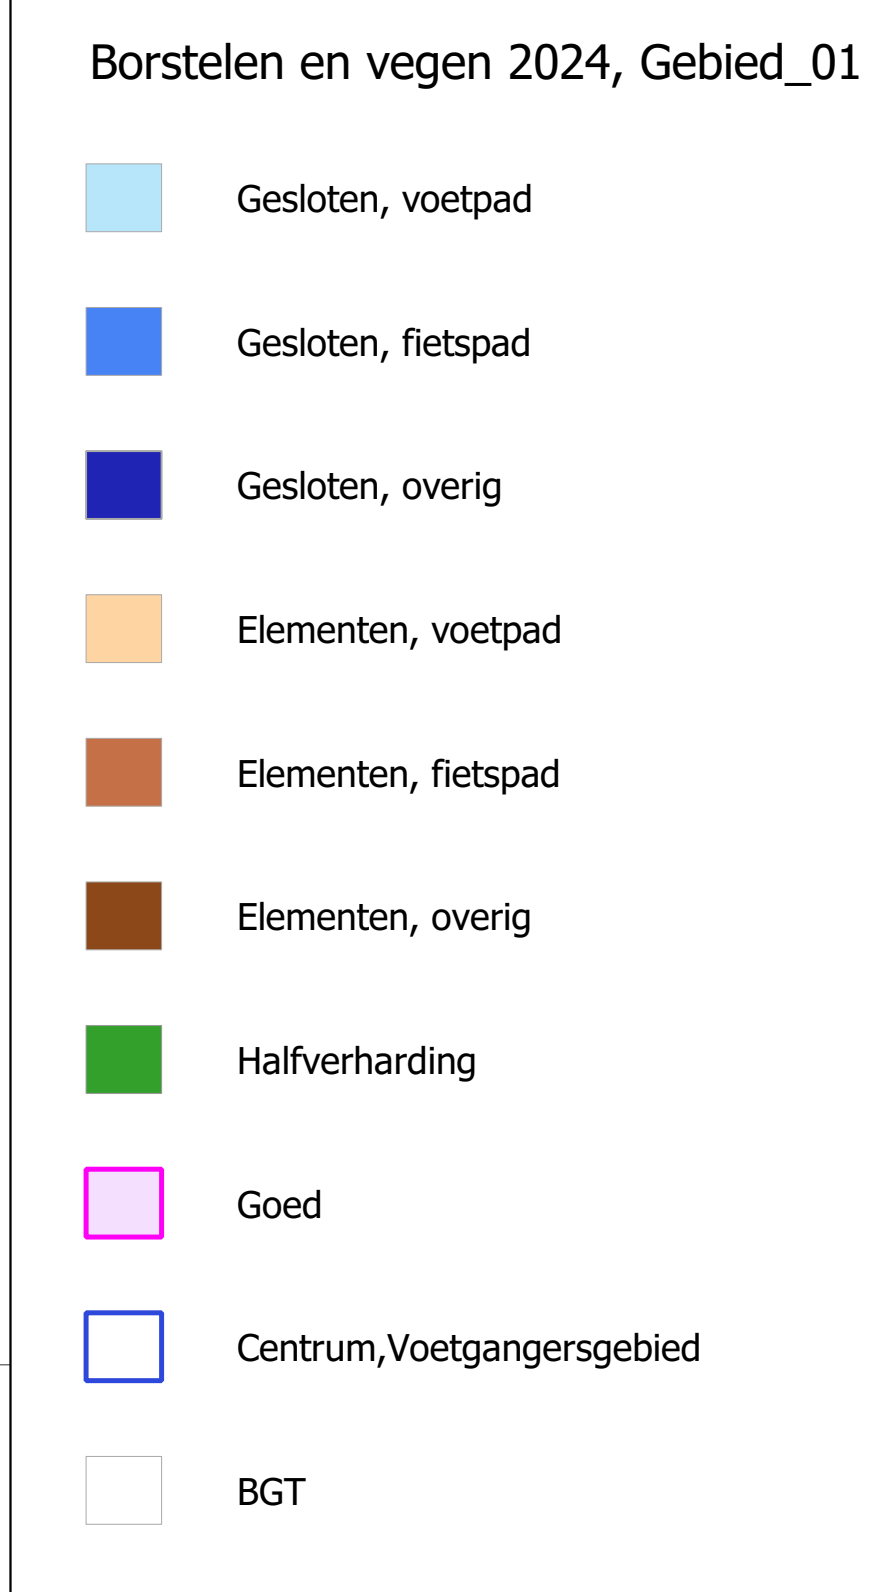 Borstelen en vegen 2024, Gebied_01
Gesloten, voetpad
Gesloten, fietspad
Gesloten, overig
Elementen, voetpad
Elementen, fietspad
Elementen, overig
Halfverharding
Goed
Centrum,Voetgangersgebied
BGT